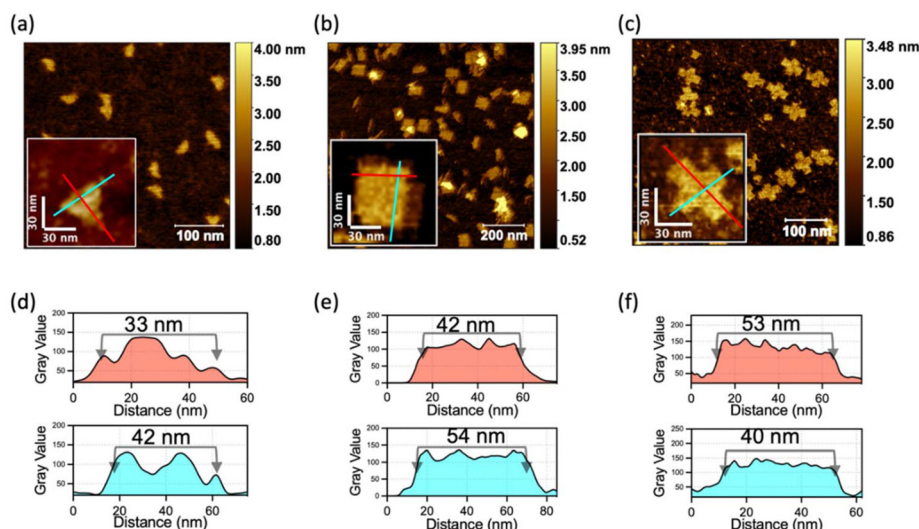 (a)
(b)
(c)
4.00 nm
3.50
3.00
2.50
2.00
1.50
0.80
30 nm
30 nm
100 nm
3.95 nm
3.50
3.00
2.50
2.00
1.50
0.52
30 nm
30 nm
200 nm
3.48 nm
3.00
2.50
2.00
1.50
0.86
30 nm
30 nm
100 nm
(d)
(e)
(f)
Gray Value
200
150
100
50
33 nm
0 20 40 60
Distance (nm)
Gray Value
200
150
100
50
42 nm
0 20 40 60
Distance (nm)
Gray Value
200
150
100
50
0
42 nm
0 20 40 60
Distance (nm)
Gray Value
200
150
100
50
0
54 nm
0 20 40 60 80
Distance (nm)
Gray Value
200
150
100
50
53 nm
0 20 40 60
Distance (nm)
Gray Value
250
200
150
100
50
40 nm
0 20 40 60
Distance (nm)